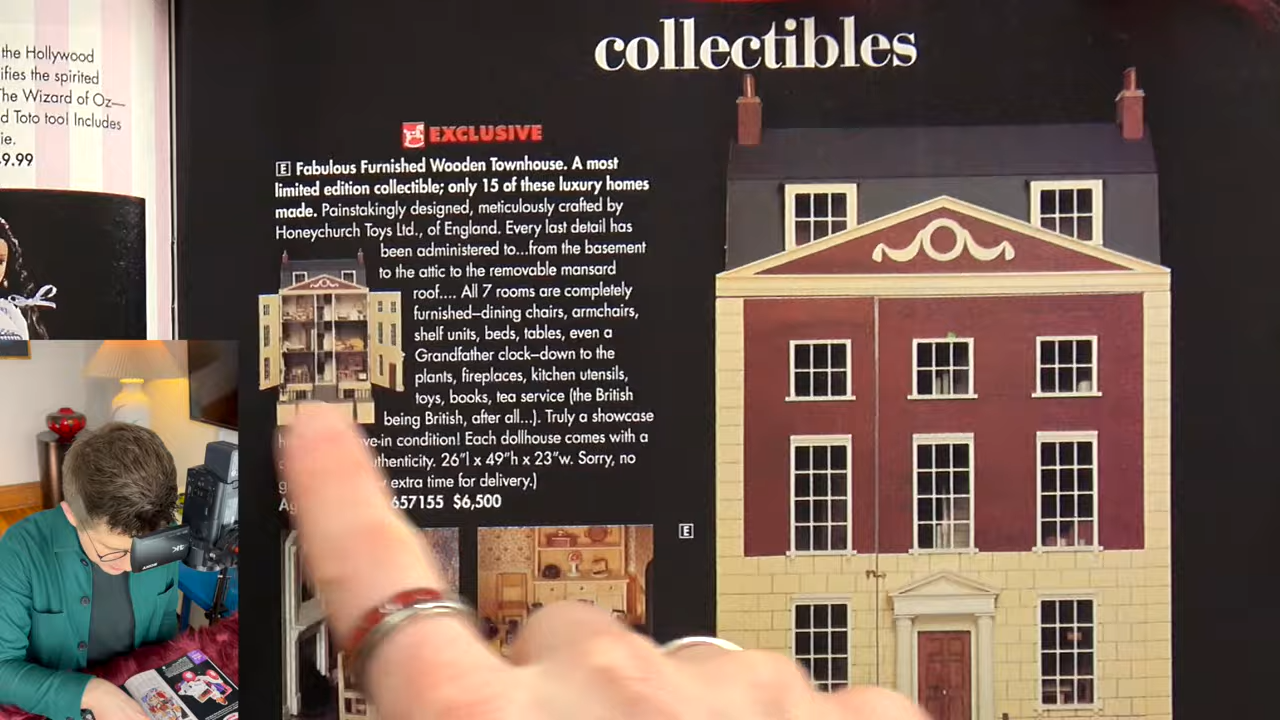 the Hollywood
ifies the spirited
The Wizard of Oz—
d Toto too! Includes
ie.
9.99
collectibles
EXCLUSIVE
E Fabulous Furnished Wooden Townhouse. A most
limited edition collectible; only 15 of these luxury homes
made. Painstakingly designed, meticulously crafted by
Honeychurch Toys Ltd., of England. Every last detail has
been administered to...from the basement
to the attic to the removable mansard
roof.... All 7 rooms are completely
furnished—dining chairs, armchairs,
shelf units, beds, tables, even a
Grandfather clock—down to the
plants, fireplaces, kitchen utensils,
toys, books, tea service (the British
being British, after all...). Truly a showcase
ve-in condition! Each dollhouse comes with a
uthenticity. 26"l x 49"h x 23"w. Sorry, no
extra time for delivery.)
657155 $6,500
E
SONY